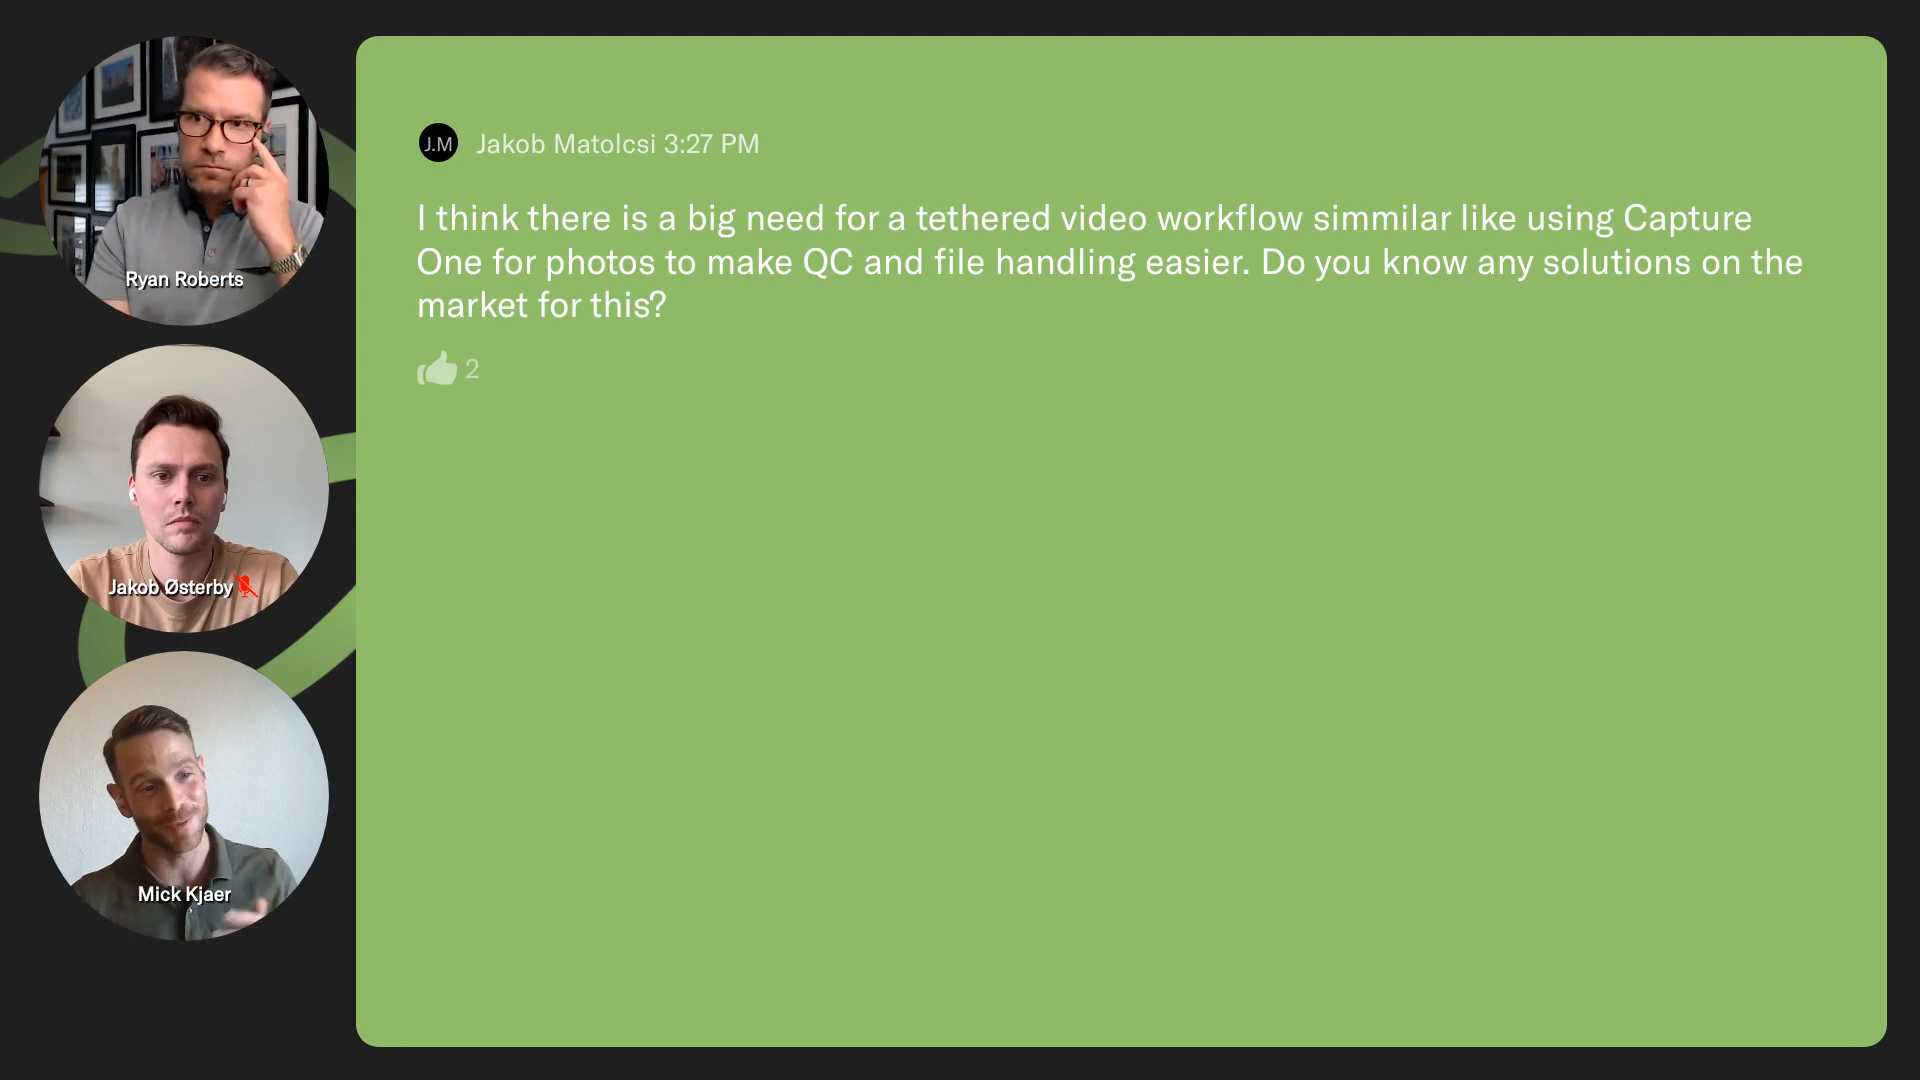 Ryan Roberts
Jakob Østerby
Mick Kjaer
J.M
Jakob Matolcsi 3:27 PM
I think there is a big need for a tethered video workflow simmilar like using Capture
One for photos to make QC and file handling easier. Do you know any solutions on the
market for this?
2